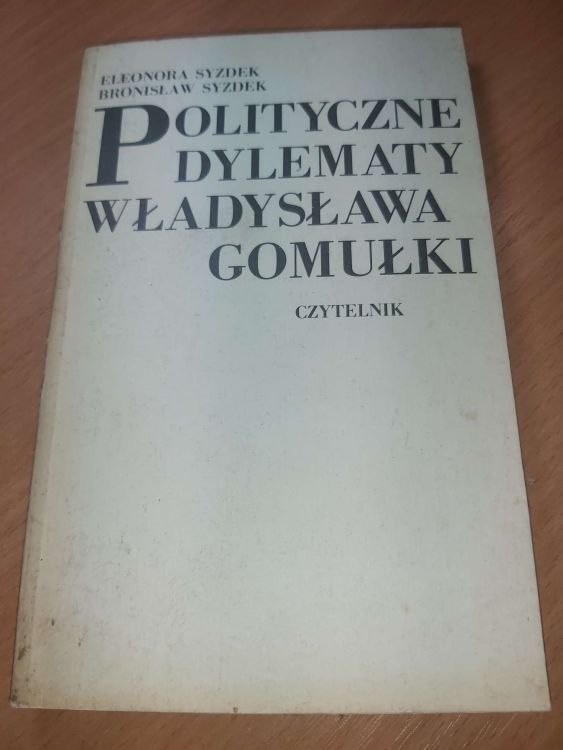 ELEONORA SYZDEK
BRONISŁAW SYZDEK
POLITYCZNE
DYLEMATY
WŁADYSŁAWA
GOMUŁKI
CZYTELNIK